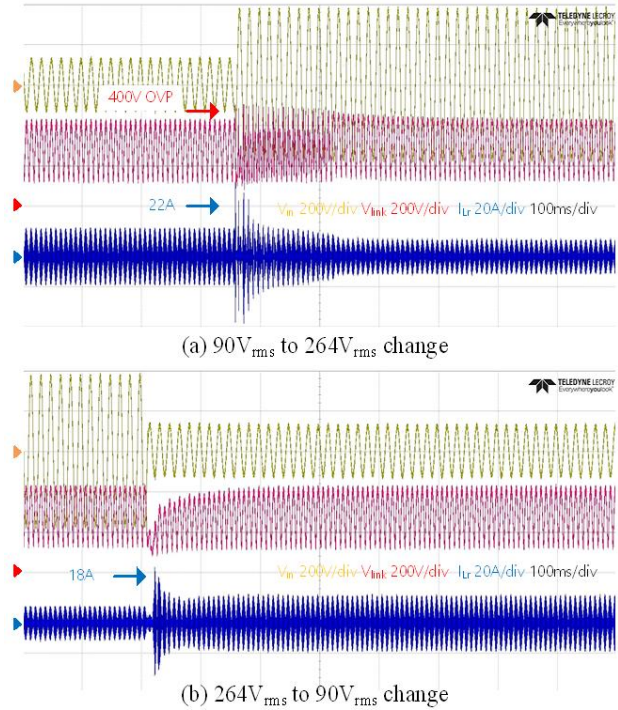 TELEDYNE LECROY
Everywhereyoulook
400V OVP
22A
Vin 200V/div Vlink 200V/div ILr 20A/div 100ms/div
(a) 90Vrms to 264Vrms change
TELEDYNE LECROY
Everywhereyoulook
18A
Vin 200V/div Vlink 200V/div ILr 20A/div 100ms/div
(b) 264Vrms to 90Vrms change